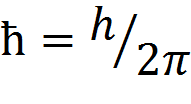 ħ = h/2π